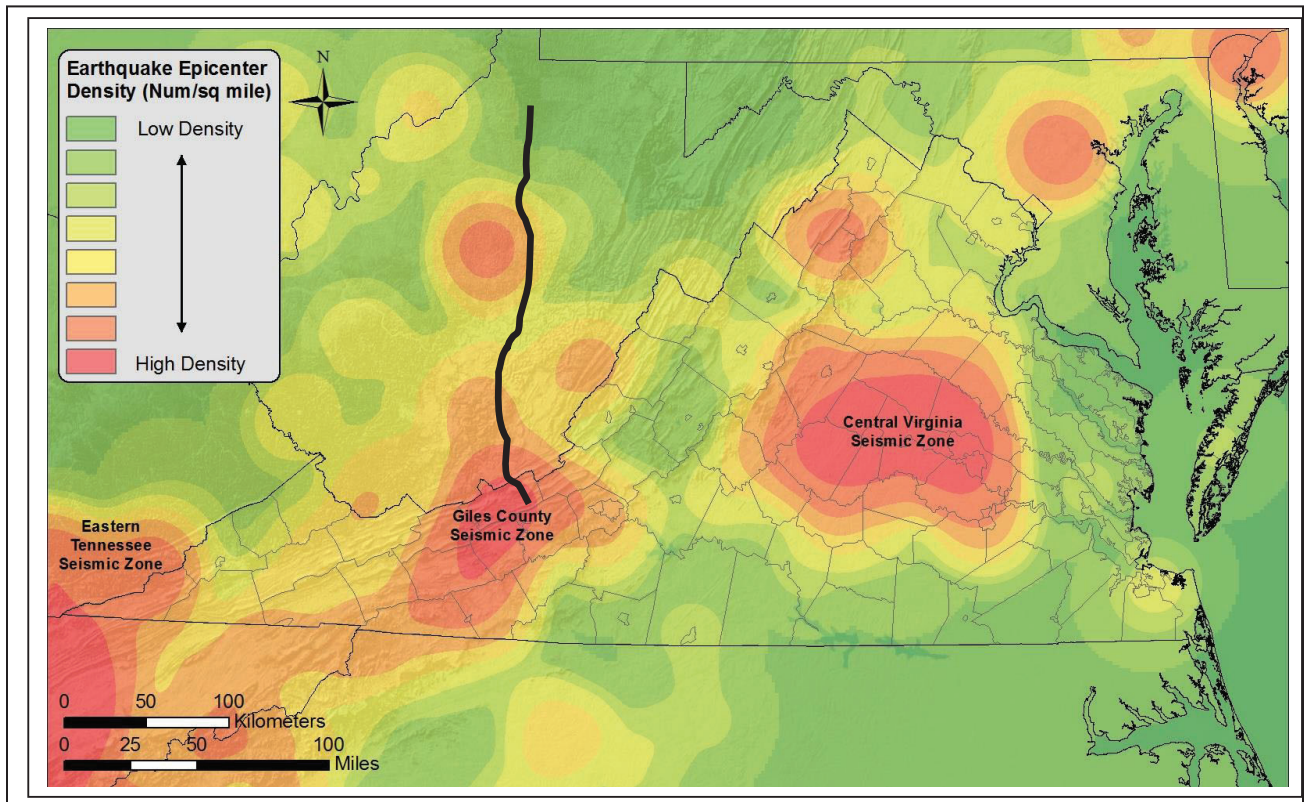 Earthquake Epicenter
Density (Num/sq mile)
Low Density
High Density
N
Central Virginia
Seismic Zone
Giles County
Seismic Zone
Eastern
Tennessee
Seismic Zone
0 50 100
Kilometers
0 25 50 100
Miles